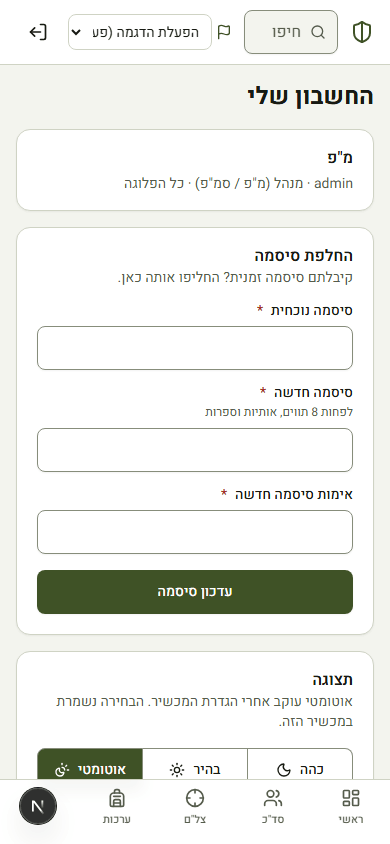 חיפו
הפעלת הדגמה (פע
החשבון שלי
מ"פ
admin · מנהל (מ"פ / סמ"פ) · כל הפלוגה
החלפת סיסמה
קיבלתם סיסמה זמנית? החליפו אותה כאן.
סיסמה נוכחית *
סיסמה חדשה *
לפחות 8 תווים, אותיות וספרות
אימות סיסמה חדשה *
עדכון סיסמה
תצוגה
אוטומטי עוקב אחרי הגדרת המכשיר. הבחירה נשמרת
במכשיר הזה.
כהה
בהיר
אוטומטי
ראשי
סד"כ
צל"ם
ערכות
N